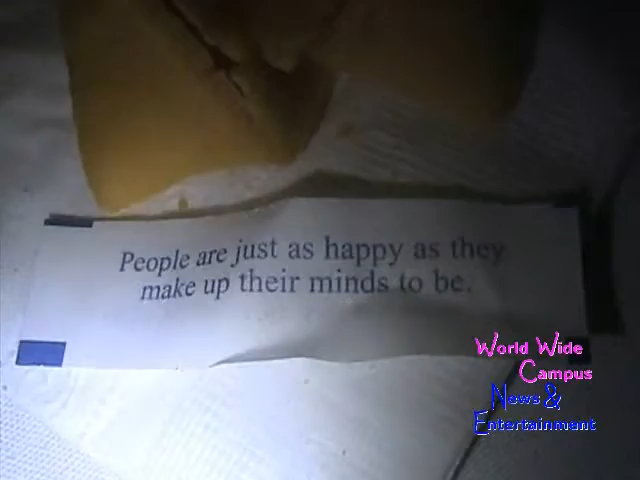 People are just as happy as they
make up their minds to be.
World Wide
Campus
News &
Entertainment